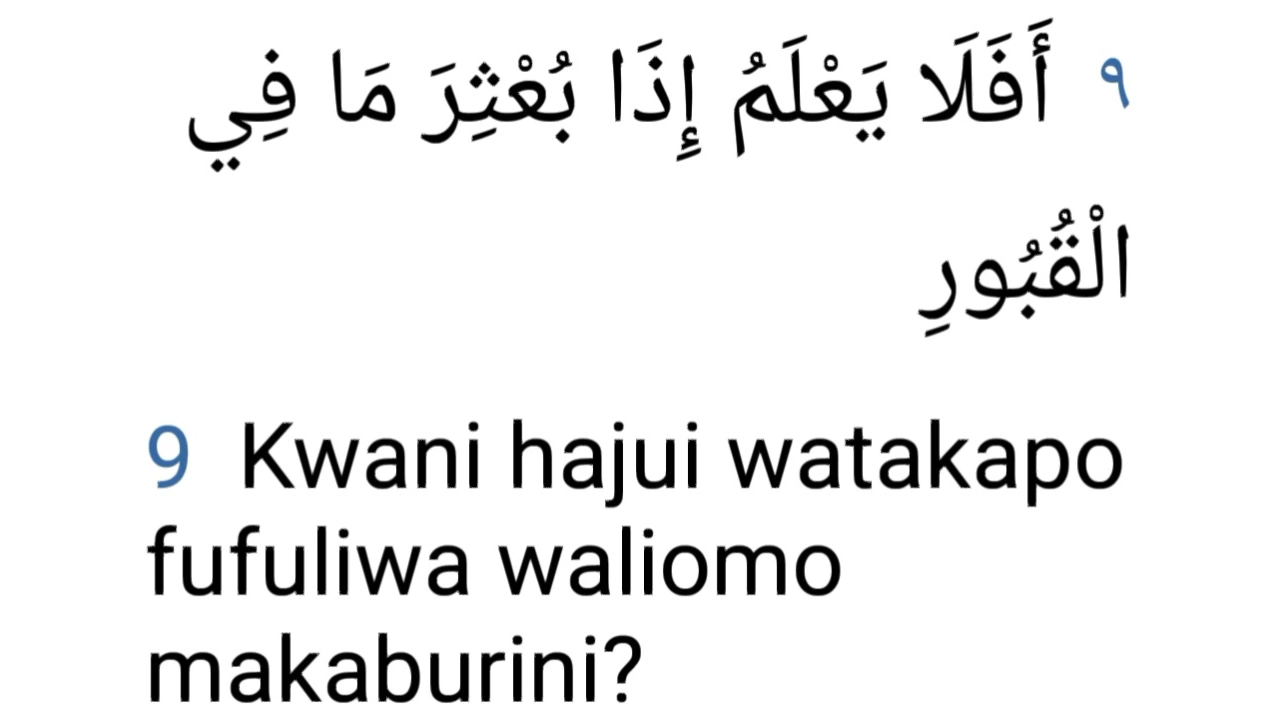 ٩ أَفَلَا يَعْلَمُ إِذَا بُعْثِرَ مَا فِي
الْقُبُورِ
9 Kwani hajui watakapo
fufuliwa waliomo
makaburini?